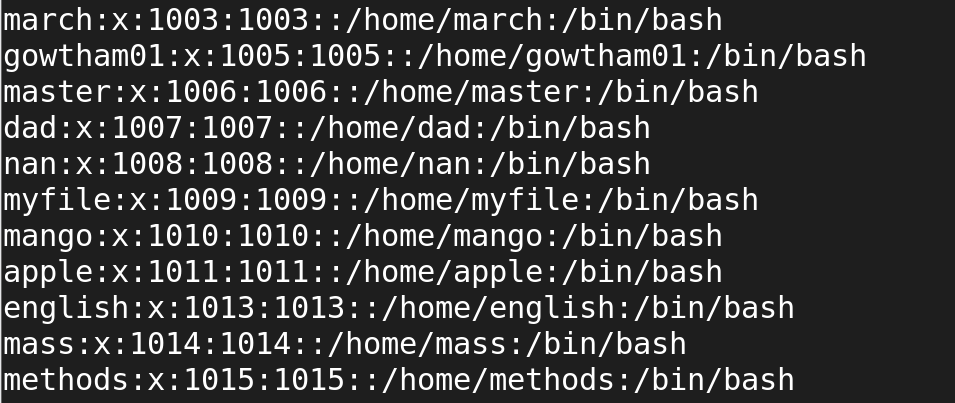 march:x:1003:1003::/home/march:/bin/bash
gowtham01:x:1005:1005::/home/gowtham01:/bin/bash
master:x:1006:1006::/home/master:/bin/bash
dad:x:1007:1007::/home/dad:/bin/bash
nan:x:1008:1008::/home/nan:/bin/bash
myfile:x:1009:1009::/home/myfile:/bin/bash
mango:x:1010:1010::/home/mango:/bin/bash
apple:x:1011:1011::/home/apple:/bin/bash
english:x:1013:1013::/home/english:/bin/bash
mass:x:1014:1014::/home/mass:/bin/bash
methods:x:1015:1015::/home/methods:/bin/bash